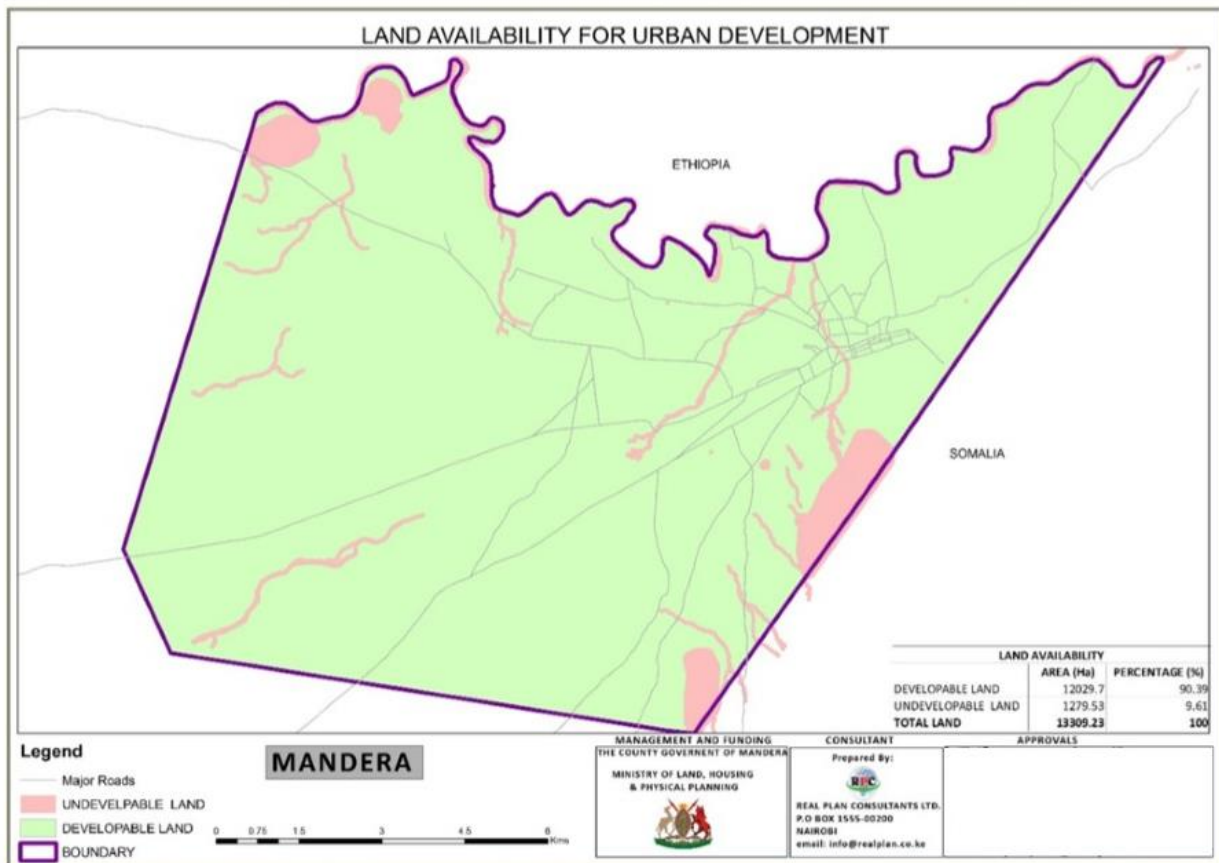 LAND AVAILABILITY FOR URBAN DEVELOPMENT
ETHIOPIA
SOMALIA
LAND AVAILABILITY
AREA (Ha) PERCENTAGE (%)
DEVELOPABLE LAND 12029.7 90.39
UNDEVELOPABLE LAND 1279.53 9.61
TOTAL LAND 13309.23 100
Legend
Major Roads
UNDEVELPABLE LAND
DEVELOPABLE LAND
BOUNDARY
MANDERA
0 0.75 1.5 3 4.5 6
Kms
MANAGEMENT AND FUNDING
THE COUNTY GOVERNENT OF MANDERA
MINISTRY OF LAND, HOUSING
& PHYSICAL PLANNING
CONSULTANT
Prepared By:
RPC
REAL PLAN CONSULTANTS LTD.
P.O BOX 1555-00200
NAIROBI
email: info@realplan.co.ke
APPROVALS